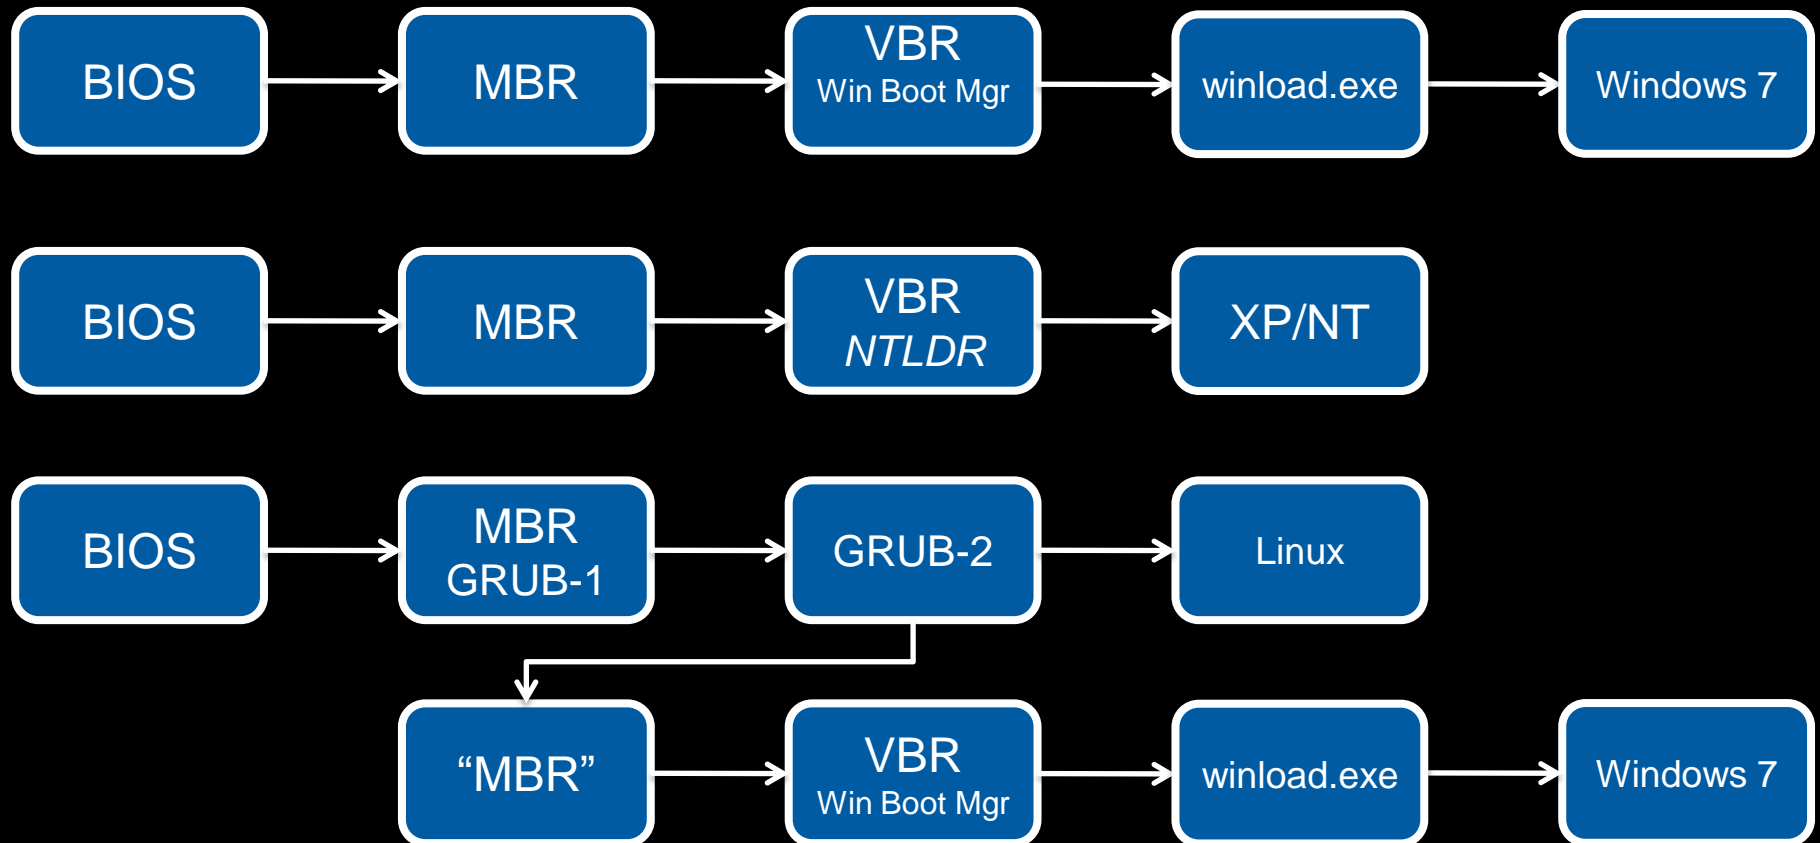 BIOS
MBR
VBR
Win Boot Mgr
winload.exe
Windows 7
BIOS
MBR
VBR
NTLDR
XP/NT
BIOS
MBR
GRUB-1
GRUB-2
Linux
“MBR”
VBR
Win Boot Mgr
winload.exe
Windows 7